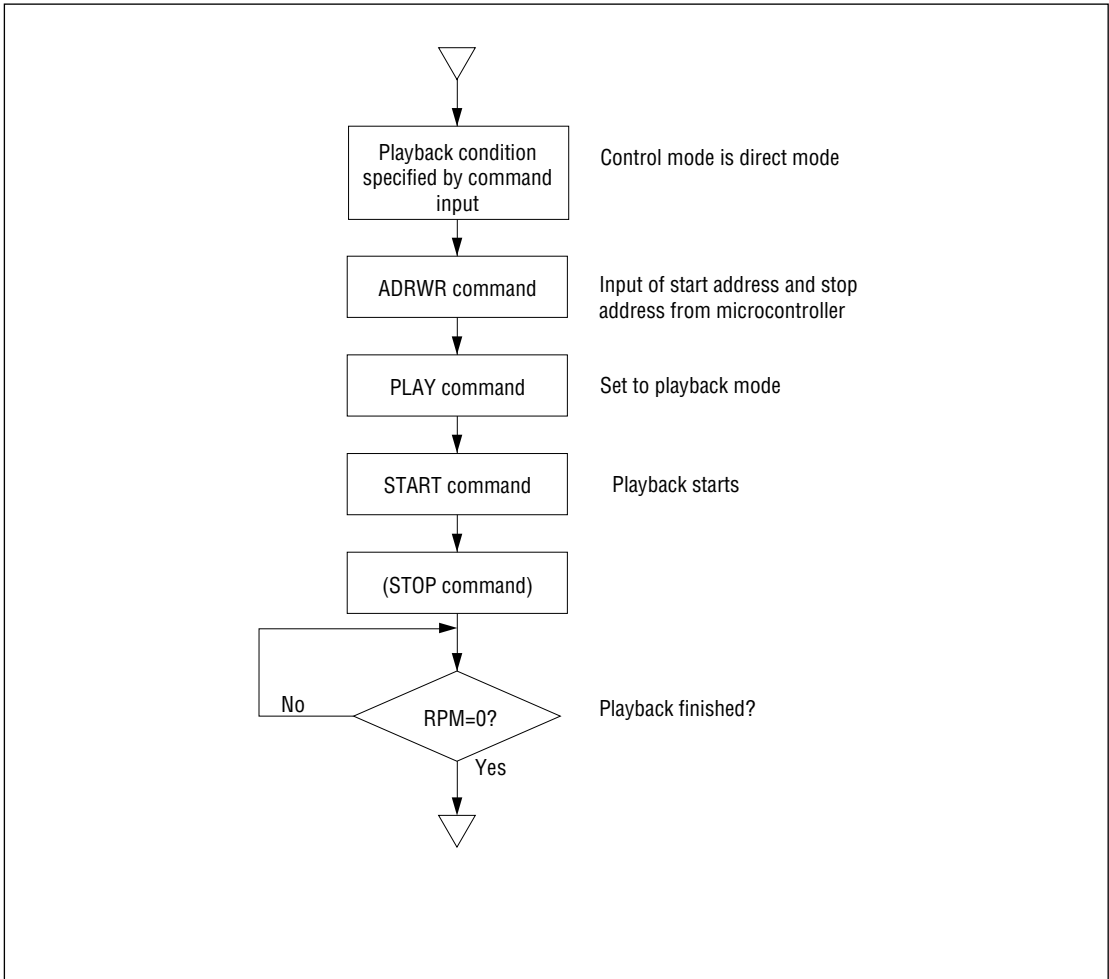 Playback condition
specified by command
input
Control mode is direct mode
ADRWR command
Input of start address and stop
address from microcontroller
PLAY command
Set to playback mode
START command
Playback starts
(STOP command)
No
RPM=0?
Playback finished?
Yes